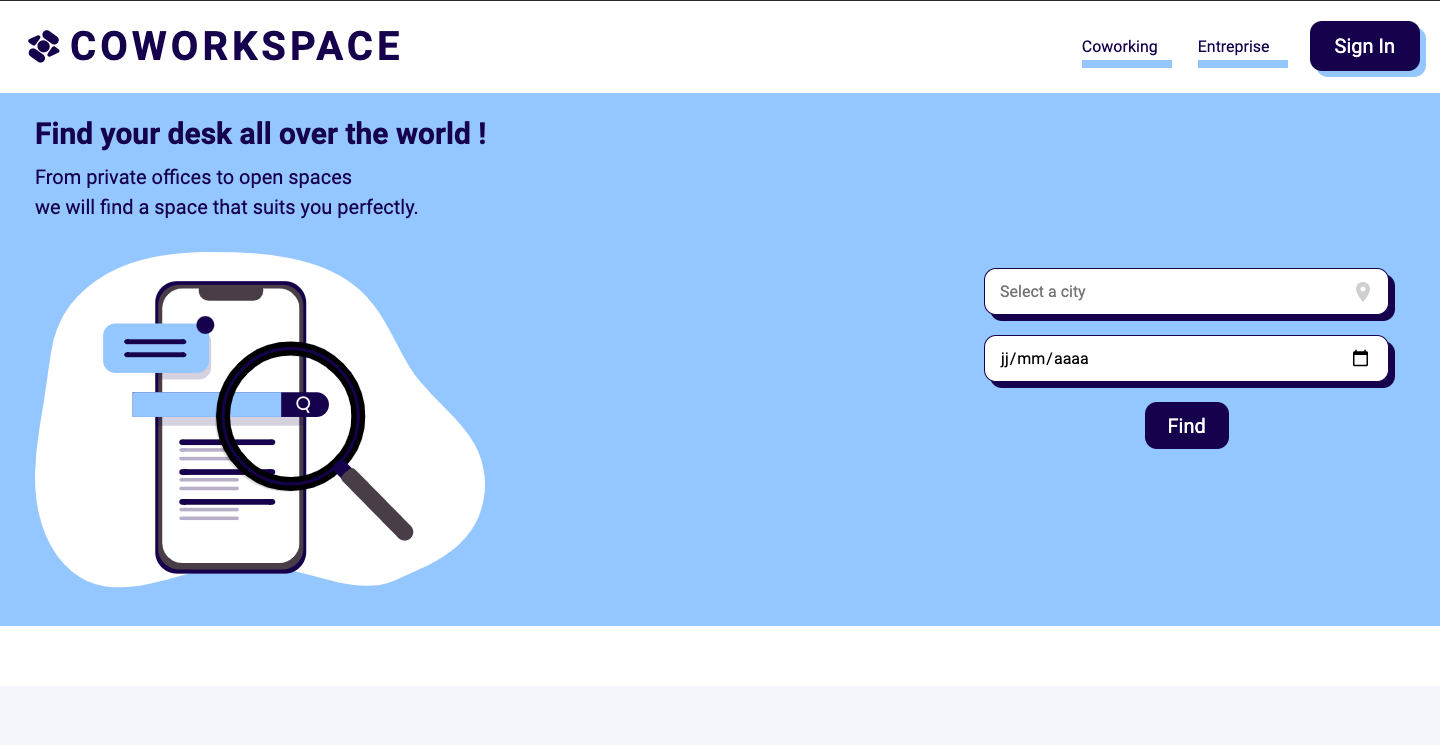 COWORKSPACE
Coworking
Entreprise
Sign In
Find your desk all over the world !
From private offices to open spaces
we will find a space that suits you perfectly.
Select a city
jj/mm/aaaa
Find